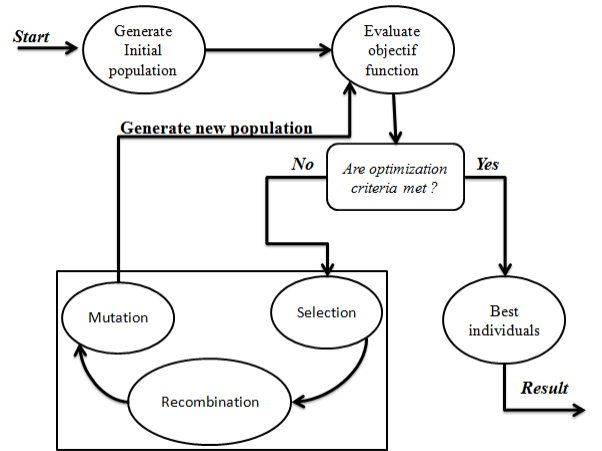 Start
Generate
Initial
population
Evaluate
objectif
function
Generate new population
No
Are optimization
criteria met ?
Yes
Mutation
Selection
Recombination
Best
individuals
Result